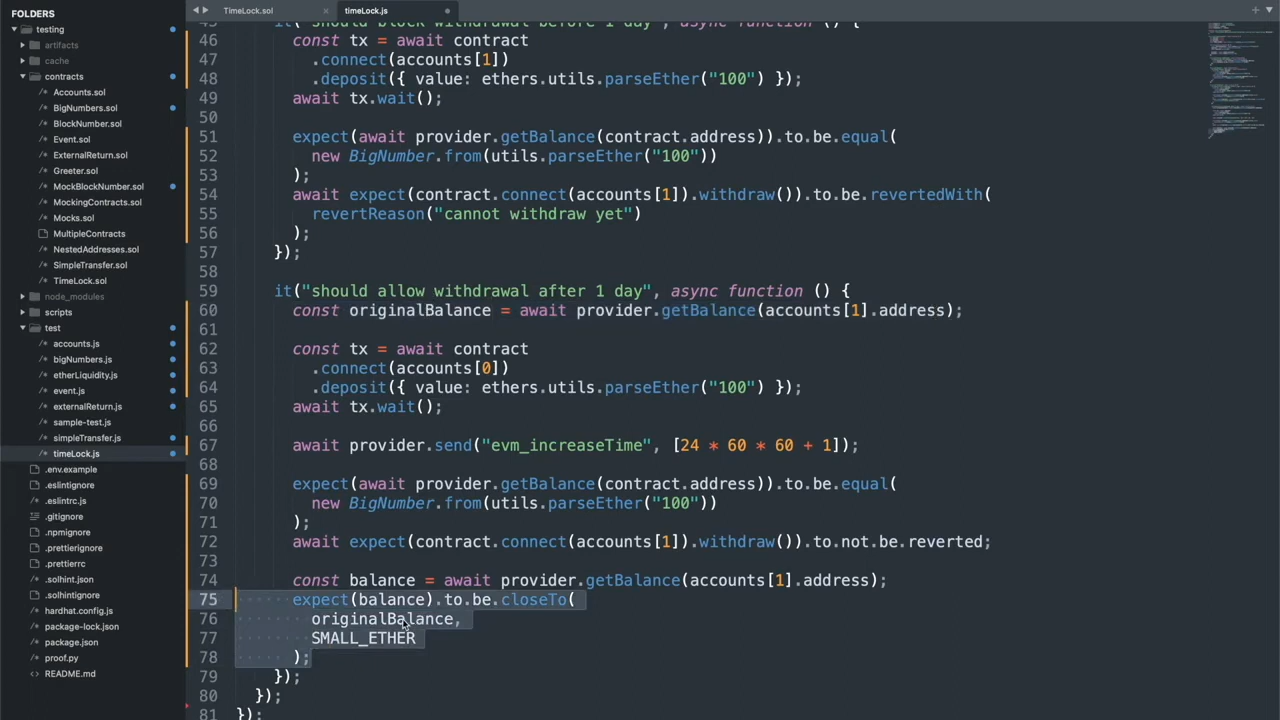 FOLDERS
testing
artifacts
cache
contracts
/* Accounts.sol
/* BigNumbers.sol
/* BlockNumber.sol
/* Event.sol
/* ExternalReturn.sol
/* Greeter.sol
/* MockBlockNumber.sol
/* MockingContracts.sol
/* Mocks.sol
MultipleContracts
/* NestedAddresses.sol
/* SimpleTransfer.sol
/* TimeLock.sol
node_modules
scripts
test
/* accounts.js
/* bigNumbers.js
/* etherLiquidity.js
/* event.js
/* externalReturn.js
/* sample-test.js
/* simpleTransfer.js
/* timeLock.js
.env.example
.eslintignore
/* .eslintrc.js
.gitignore
.npmignore
.prettierignore
.prettierrc
/* .solhint.json
.solhintignore
/* hardhat.config.js
/* package-lock.json
/* package.json
/* proof.py
<> README.md
TimeLock.sol ×
timeLock.js
45 it("should block withdrawal before 1 day", async function () {
46 const tx = await contract
47 .connect(accounts[1])
48 .deposit({ value: ethers.utils.parseEther("100") });
49 await tx.wait();
50
51 expect(await provider.getBalance(contract.address)).to.be.equal(
52 new BigNumber.from(utils.parseEther("100"))
53 );
54 await expect(contract.connect(accounts[1]).withdraw()).to.be.revertedWith(
55 revertReason("cannot withdraw yet")
56 );
57 });
58
59 it("should allow withdrawal after 1 day", async function () {
60 const originalBalance = await provider.getBalance(accounts[1].address);
61
62 const tx = await contract
63 .connect(accounts[0])
64 .deposit({ value: ethers.utils.parseEther("100") });
65 await tx.wait();
66
67 await provider.send("evm_increaseTime", [24 * 60 * 60 + 1]);
68
69 expect(await provider.getBalance(contract.address)).to.be.equal(
70 new BigNumber.from(utils.parseEther("100"))
71 );
72 await expect(contract.connect(accounts[1]).withdraw()).to.not.be.reverted;
73
74 const balance = await provider.getBalance(accounts[1].address);
75 expect(balance).to.be.closeTo(
76 originalBalance,
77 SMALL_ETHER
78 );
79 });
80 });
81 });